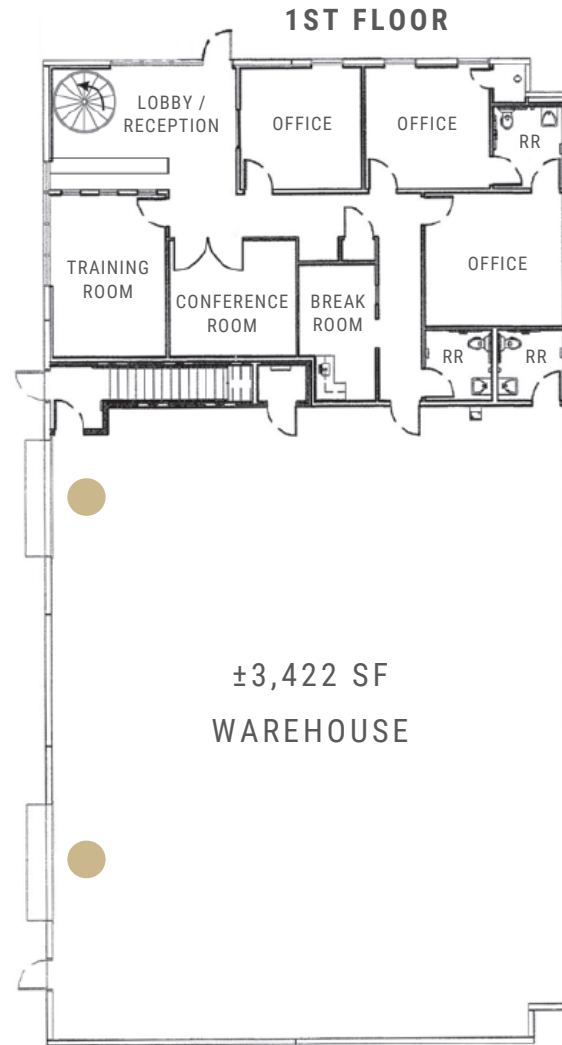 1ST FLOOR
LOBBY /
RECEPTION
OFFICE
OFFICE
RR
TRAINING
ROOM
CONFERENCE
ROOM
BREAK
ROOM
OFFICE
RR
RR
±3,422 SF
WAREHOUSE